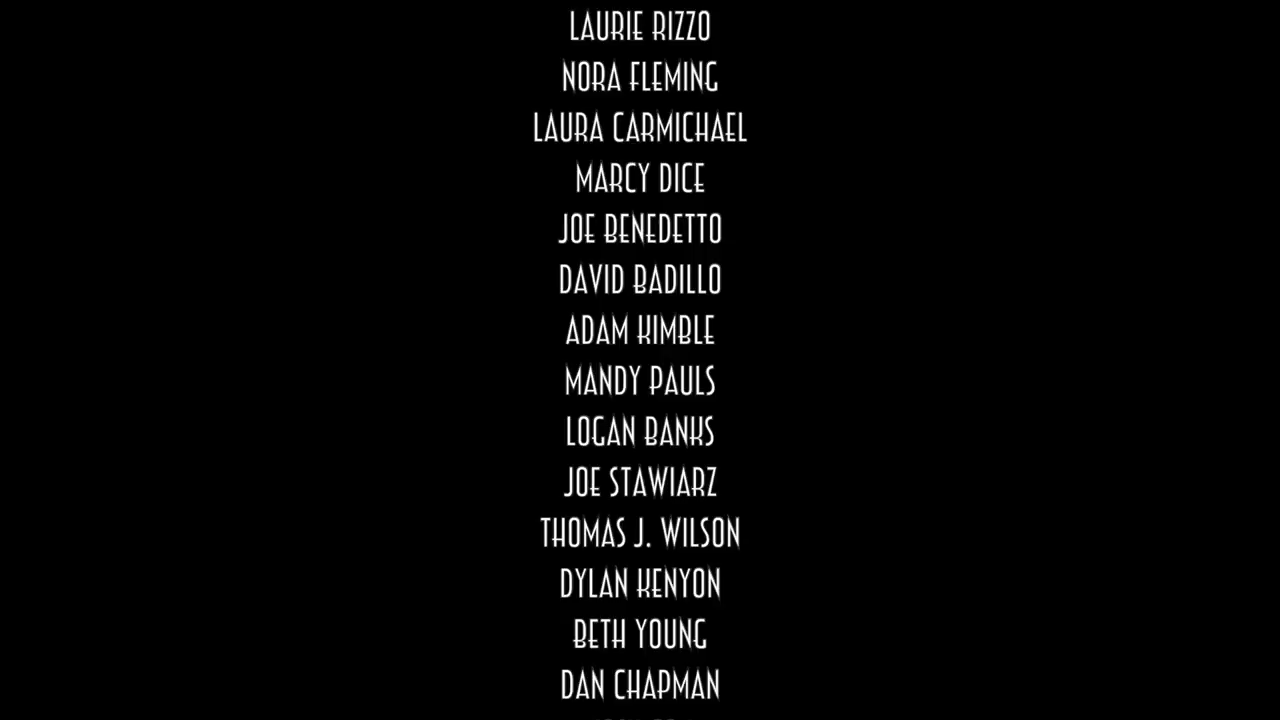 LAURIE RIZZO
NORA FLEMING
LAURA CARMICHAEL
MARCY DICE
JOE BENEDETTO
DAVID BADILLO
ADAM KIMBLE
MANDY PAULS
LOGAN BANKS
JOE STAWIARZ
THOMAS J. WILSON
DYLAN KENYON
BETH YOUNG
DAN CHAPMAN